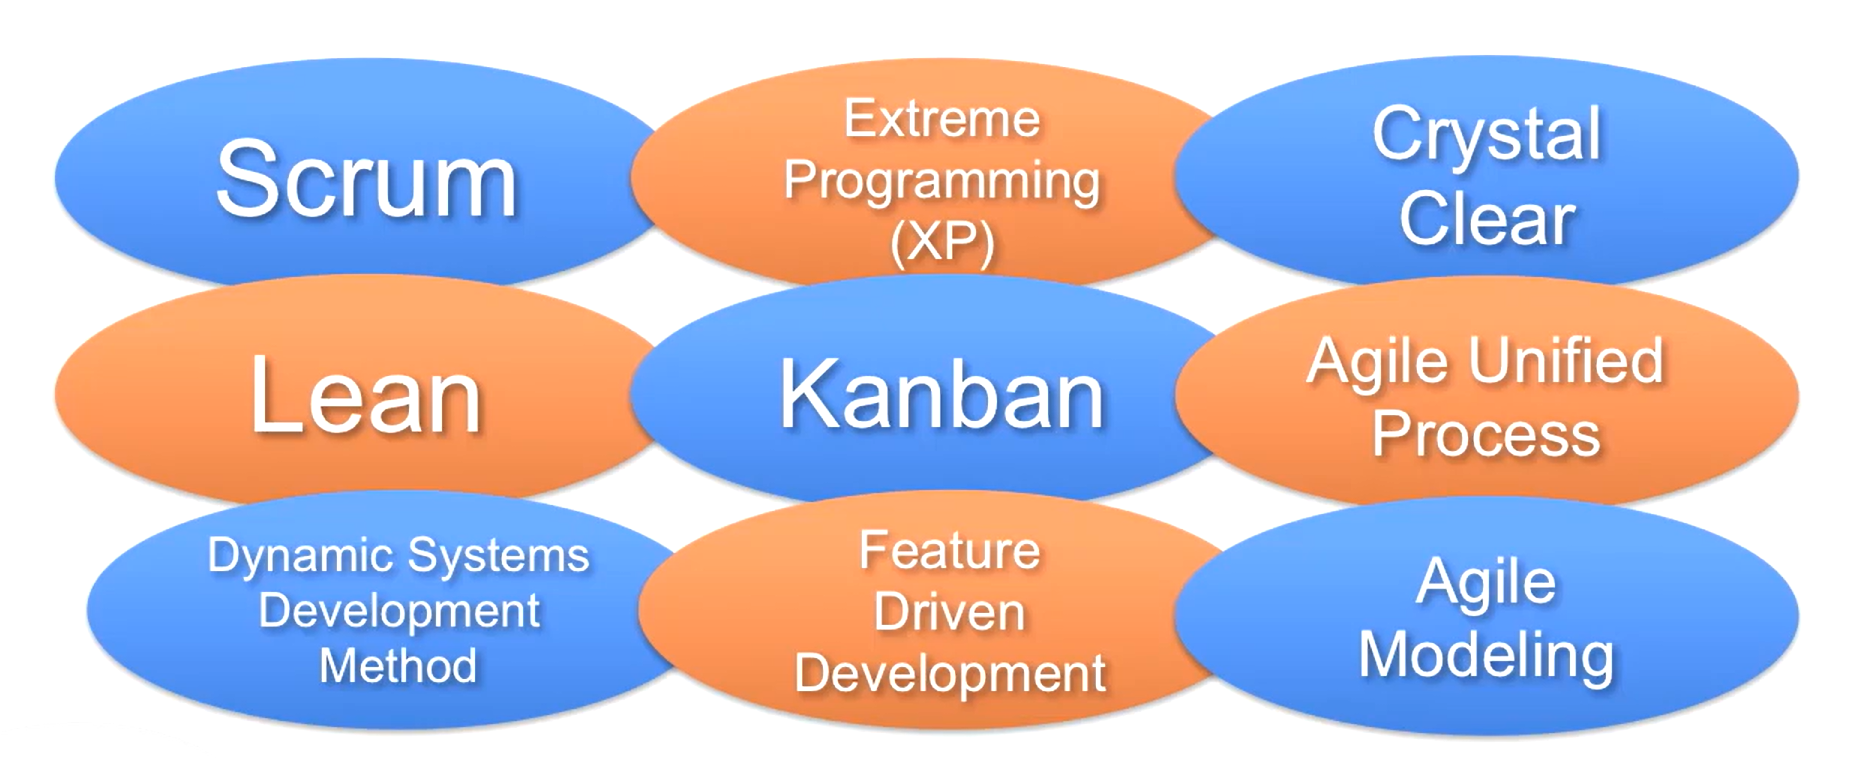 Scrum
Extreme
Programming
(XP)
Crystal
Clear
Lean
Kanban
Agile Unified
Process
Dynamic Systems
Development
Method
Feature
Driven
Development
Agile
Modeling